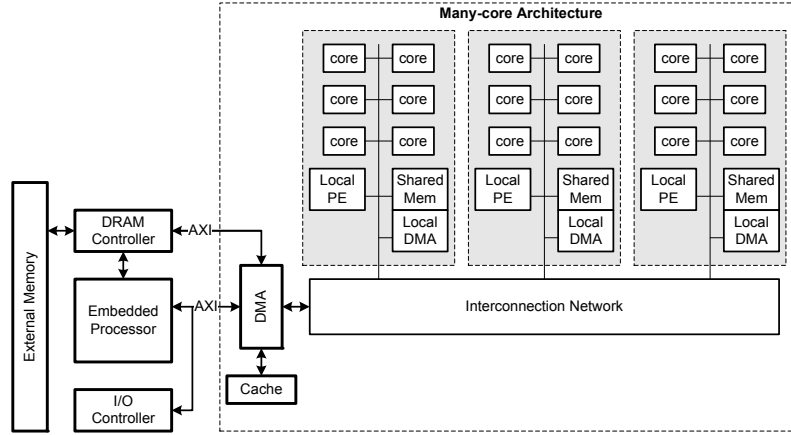 Many-core Architecture
core core core core core core
core core core core core core
core core core core core core
Local
PE
Shared
Mem
Local
DMA
Local
PE
Shared
Mem
Local
DMA
Local
PE
Shared
Mem
Local
DMA
External Memory
DRAM
Controller
AXI
Embedded
Processor
AXI
DMA
Interconnection Network
I/O
Controller
Cache